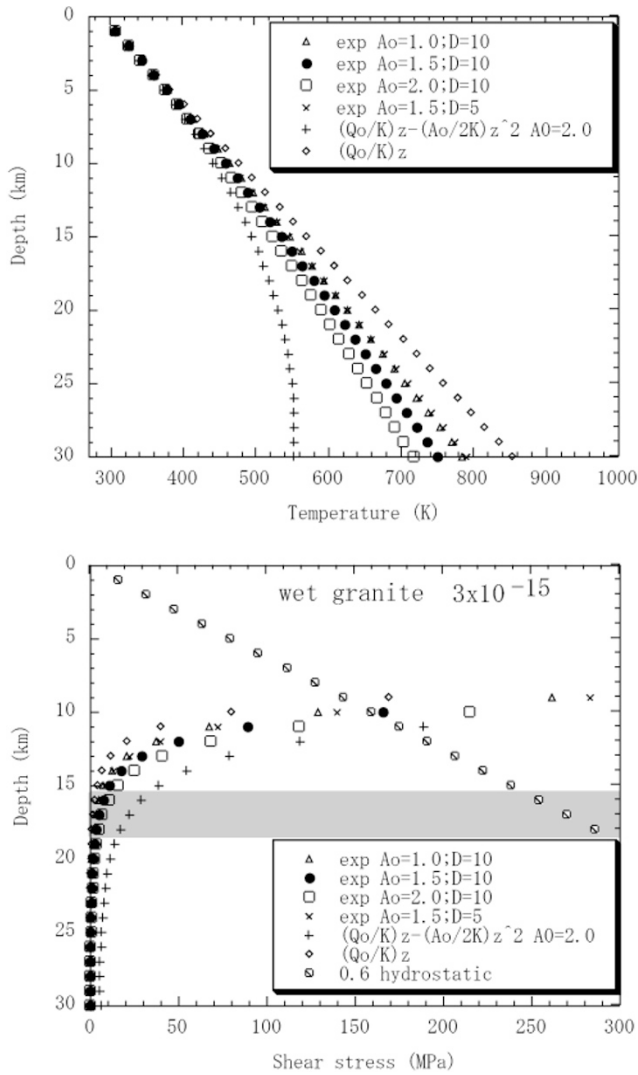 0
5
10
15
20
25
30
Depth (km)
exp Ao=1.0;D=10
exp Ao=1.5;D=10
exp Ao=2.0;D=10
exp Ao=1.5;D=5
(Qo/K)z-(Ao/2K)z^2 A0=2.0
(Qo/K)z
300 400 500 600 700 800 900 1000
Temperature (K)
0
5
10
15
20
25
30
Depth (km)
wet granite 3x10^-15
exp Ao=1.0;D=10
exp Ao=1.5;D=10
exp Ao=2.0;D=10
exp Ao=1.5;D=5
(Qo/K)z-(Ao/2K)z^2 A0=2.0
(Qo/K)z
0.6 hydrostatic
0 50 100 150 200 250 300
Shear stress (MPa)